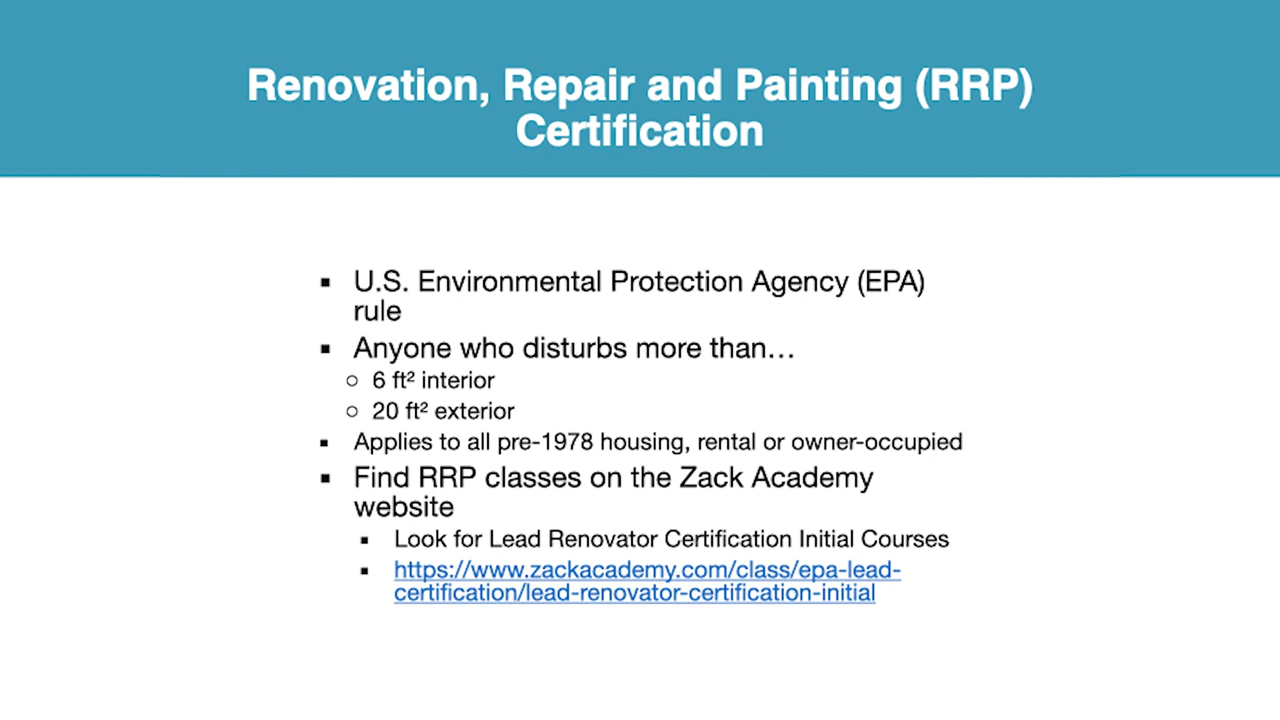 Renovation, Repair and Painting (RRP)
Certification
▪ U.S. Environmental Protection Agency (EPA)
rule
▪ Anyone who disturbs more than…
○ 6 ft² interior
○ 20 ft² exterior
▪ Applies to all pre-1978 housing, rental or owner-occupied
▪ Find RRP classes on the Zack Academy
website
▪ Look for Lead Renovator Certification Initial Courses
▪ https://www.zackacademy.com/class/epa-lead-
certification/lead-renovator-certification-initial